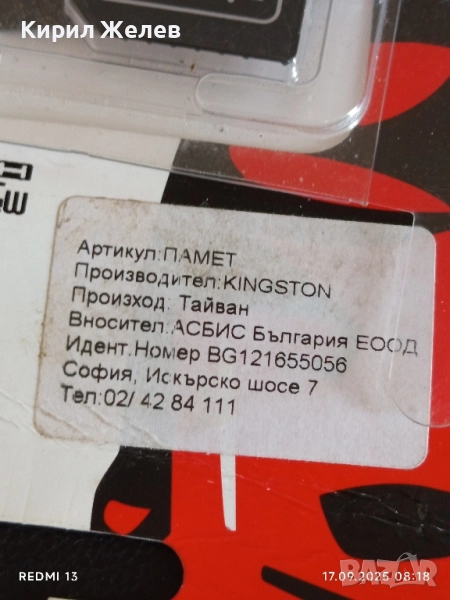 Кирил Желев
Артикул:ПАМЕТ
Производител:KINGSTON
Произход: Тайван
Вносител:АСБИС България ЕООД
Идент.Номер BG121655056
София, Искърско шосе 7
Тел:02/ 42 84 111
REDMI 13
17.09.2025 08:18
BAZAR